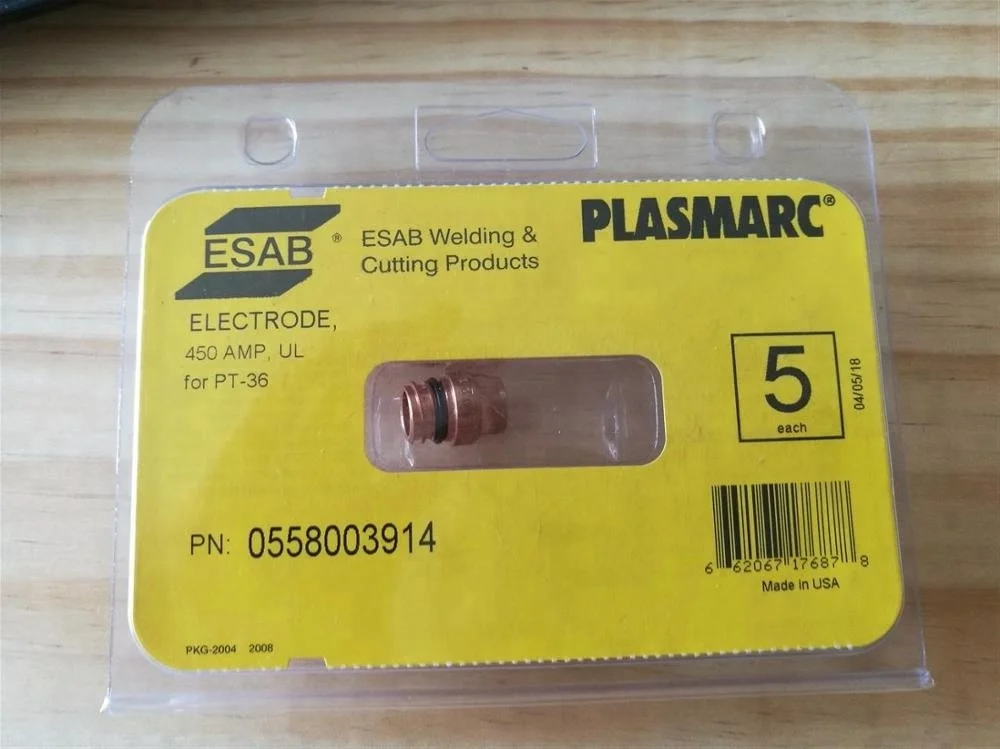 ESAB®
ESAB Welding &
Cutting Products
PLASMARC®
ELECTRODE,
450 AMP, UL
for PT-36
5
each
04/05/18
PN: 0558003914
6 62067 17687 8
Made in USA
PKG-2004 2008